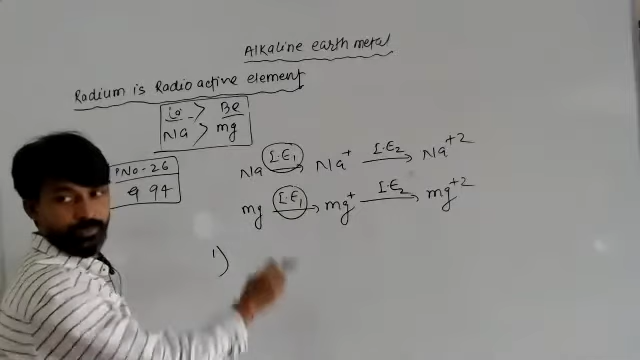 Alkaline earth metal
Radium is Radio active element
Li > Be
Na > mg
PNo-26
Q 94
Na I.E1 → Na+ I.E2 → Na+2
mg I.E1 → mg+ I.E2 → mg+2
1)